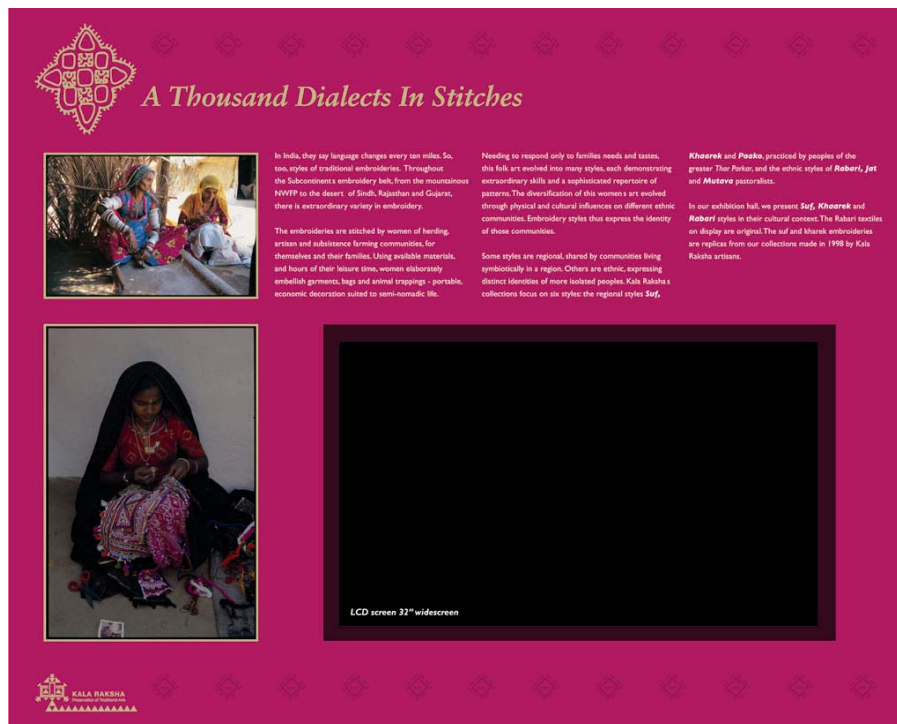 A Thousand Dialects In Stitches
In India, they say language changes every ten miles. So,
too, styles of traditional embroideries. Throughout
the Subcontinent s embroidery belt, from the mountainous
NWFP to the desert of Sindh, Rajasthan and Gujarat,
there is extraordinary variety in embroidery.
The embroideries are stitched by women of herding,
artisan and subsistence farming communities, for
themselves and their families. Using available materials,
and hours of their leisure time, women elaborately
embellish garments, bags and animal trappings - portable,
economic decoration suited to semi-nomadic life.
Needing to respond only to families needs and tastes,
this folk art evolved into many styles, each demonstrating
extraordinary skills and a sophisticated repertoire of
patterns. The diversification of this women s art evolved
through physical and cultural influences on different ethnic
communities. Embroidery styles thus express the identity
of those communities.
Some styles are regional, shared by communities living
symbiotically in a region. Others are ethnic, expressing
distinct identities of more isolated peoples. Kala Raksha s
collections focus on six styles: the regional styles Suf,
Khaarek and Paako, practiced by peoples of the
greater Thar Parkar, and the ethnic styles of Rabari, Jat
and Mutava pastoralists.
In our exhibition hall, we present Suf, Khaarek and
Rabari styles in their cultural context. The Rabari textiles
on display are original. The suf and kharek embroideries
are replicas from our collections made in 1998 by Kala
Raksha artisans.
LCD screen 32" widescreen
KALA RAKSHA
Preservation of Traditional Arts